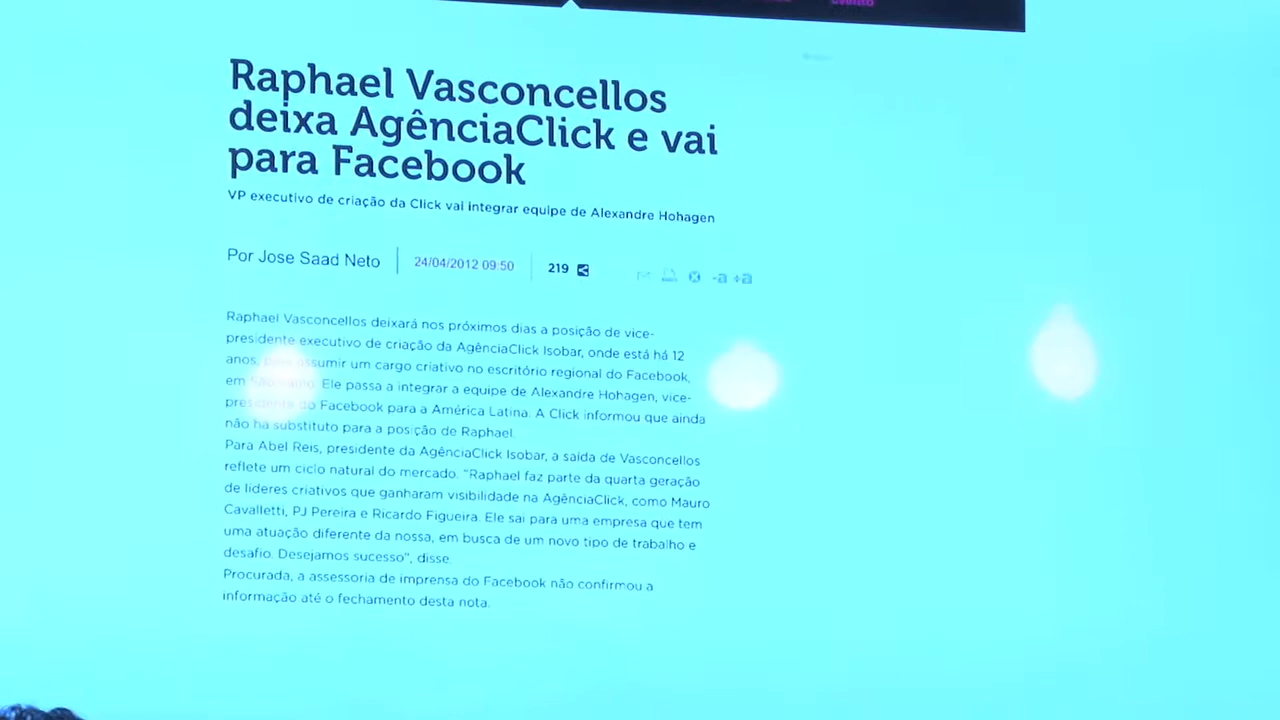 Raphael Vasconcellos
deixa AgênciaClick e vai
para Facebook
VP executivo de criação da Click vai integrar equipe de Alexandre Hohagen
Por Jose Saad Neto
24/04/2012 09:50
219
-a +a
Raphael Vasconcellos deixará nos próximos dias a posição de vice-
presidente executivo de criação da AgênciaClick Isobar, onde está há 12
anos, para assumir um cargo criativo no escritório regional do Facebook,
em São Paulo. Ele passa a integrar a equipe de Alexandre Hohagen, vice-
presidente do Facebook para a América Latina. A Click informou que ainda
não há substituto para a posição de Raphael.
Para Abel Reis, presidente da AgênciaClick Isobar, a saída de Vasconcellos
reflete um ciclo natural do mercado. "Raphael faz parte da quarta geração
de líderes criativos que ganharam visibilidade na AgênciaClick, como Mauro
Cavalletti, PJ Pereira e Ricardo Figueira. Ele sai para uma empresa que tem
uma atuação diferente da nossa, em busca de um novo tipo de trabalho e
desafio. Desejamos sucesso", disse.
Procurada, a assessoria de imprensa do Facebook não confirmou a
informação até o fechamento desta nota.